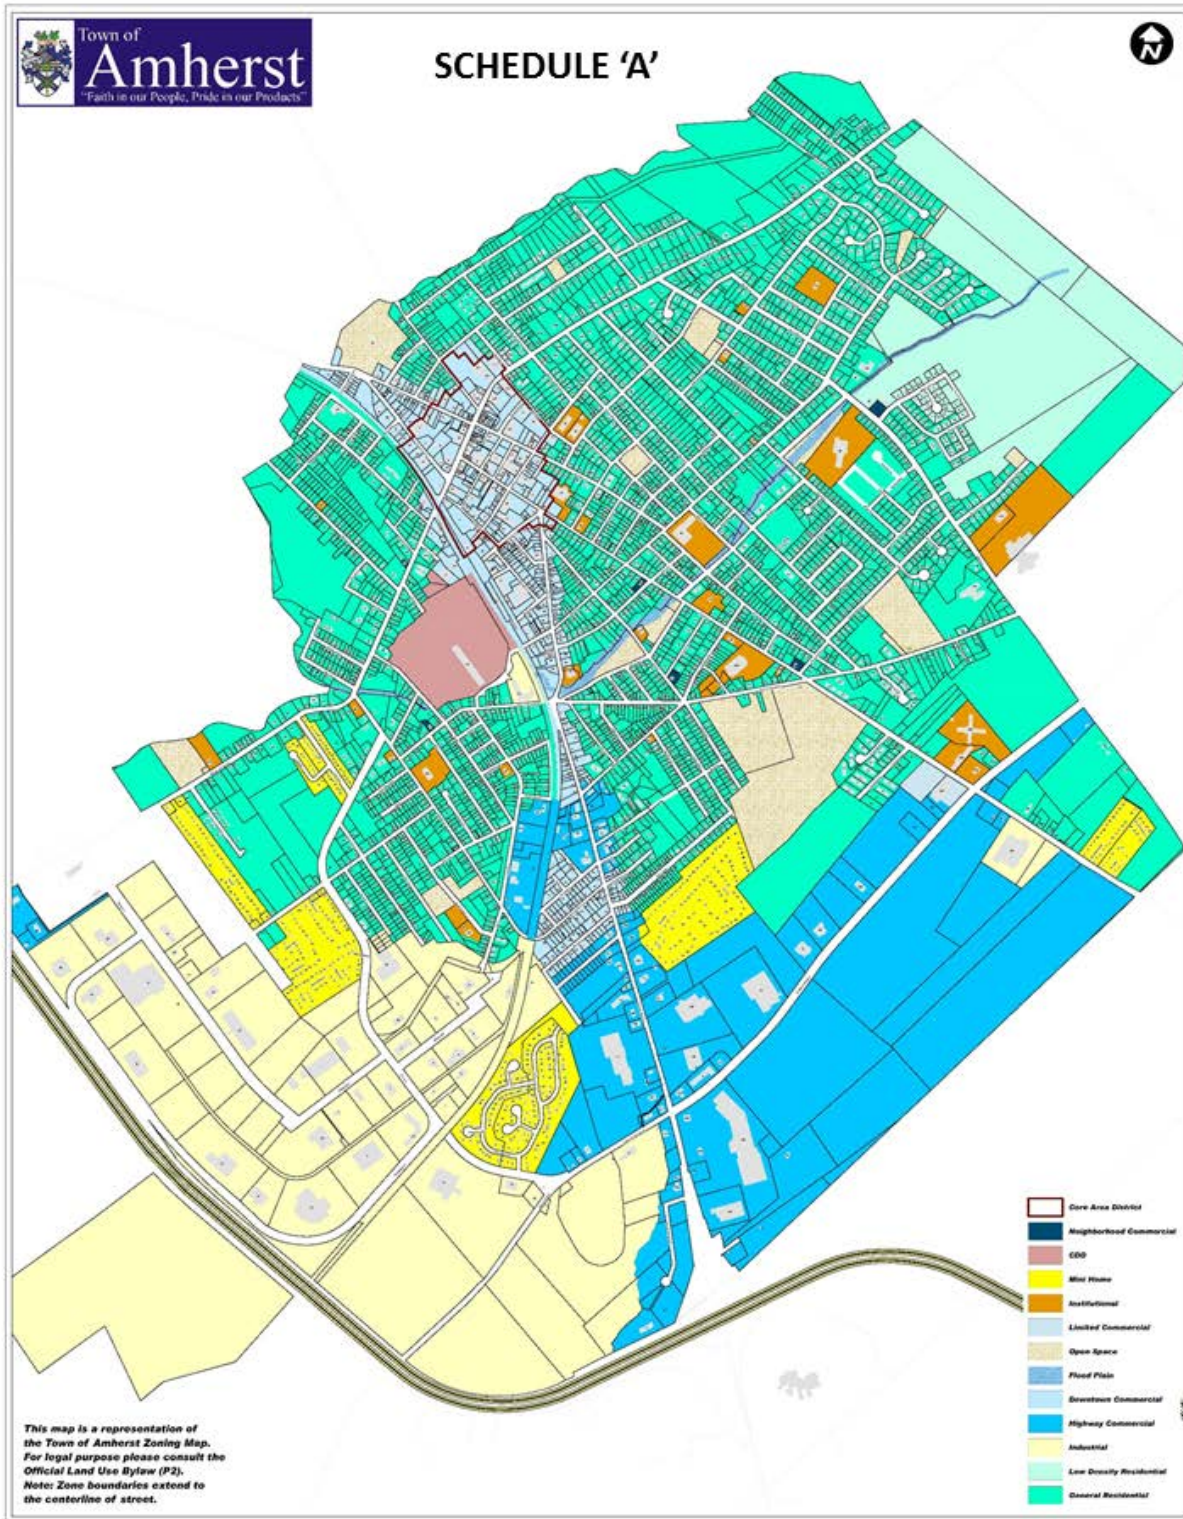 Town of
Amherst
"Faith in our People, Pride in our Products"
SCHEDULE ‘A’
N
Core Area District
Neighborhood Commercial
CDD
Mini Home
Institutional
Limited Commercial
Open Space
Flood Plain
Downtown Commercial
Highway Commercial
Industrial
Low Density Residential
General Residential
This map is a representation of
the Town of Amherst Zoning Map.
For legal purpose please consult the
Official Land Use Bylaw (P2).
Note: Zone boundaries extend to
the centerline of street.